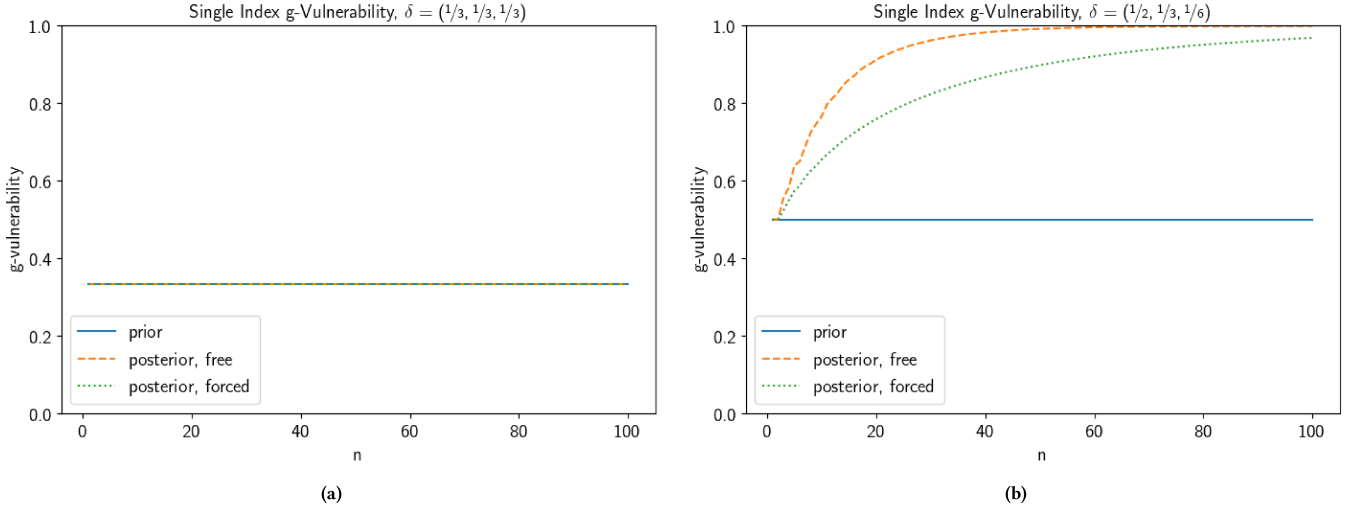 Single Index g-Vulnerability, δ = (1/3, 1/3, 1/3)
1.0
0.8
0.6
0.4
0.2
0.0
g-vulnerability
prior
posterior, free
posterior, forced
0 20 40 60 80 100
n
(a)
Single Index g-Vulnerability, δ = (1/2, 1/3, 1/6)
1.0
0.8
0.6
0.4
0.2
0.0
g-vulnerability
prior
posterior, free
posterior, forced
0 20 40 60 80 100
n
(b)